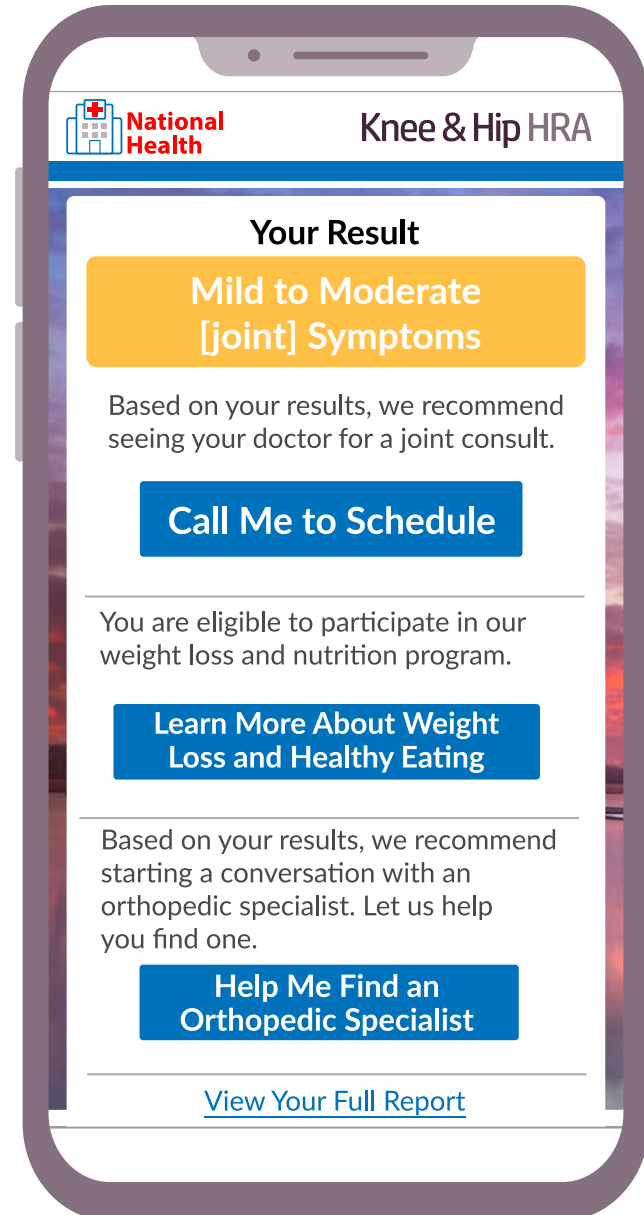 National
Health
Knee & Hip HRA
Your Result
Mild to Moderate
[joint] Symptoms
Based on your results, we recommend
seeing your doctor for a joint consult.
Call Me to Schedule
You are eligible to participate in our
weight loss and nutrition program.
Learn More About Weight
Loss and Healthy Eating
Based on your results, we recommend
starting a conversation with an
orthopedic specialist. Let us help
you find one.
Help Me Find an
Orthopedic Specialist
View Your Full Report